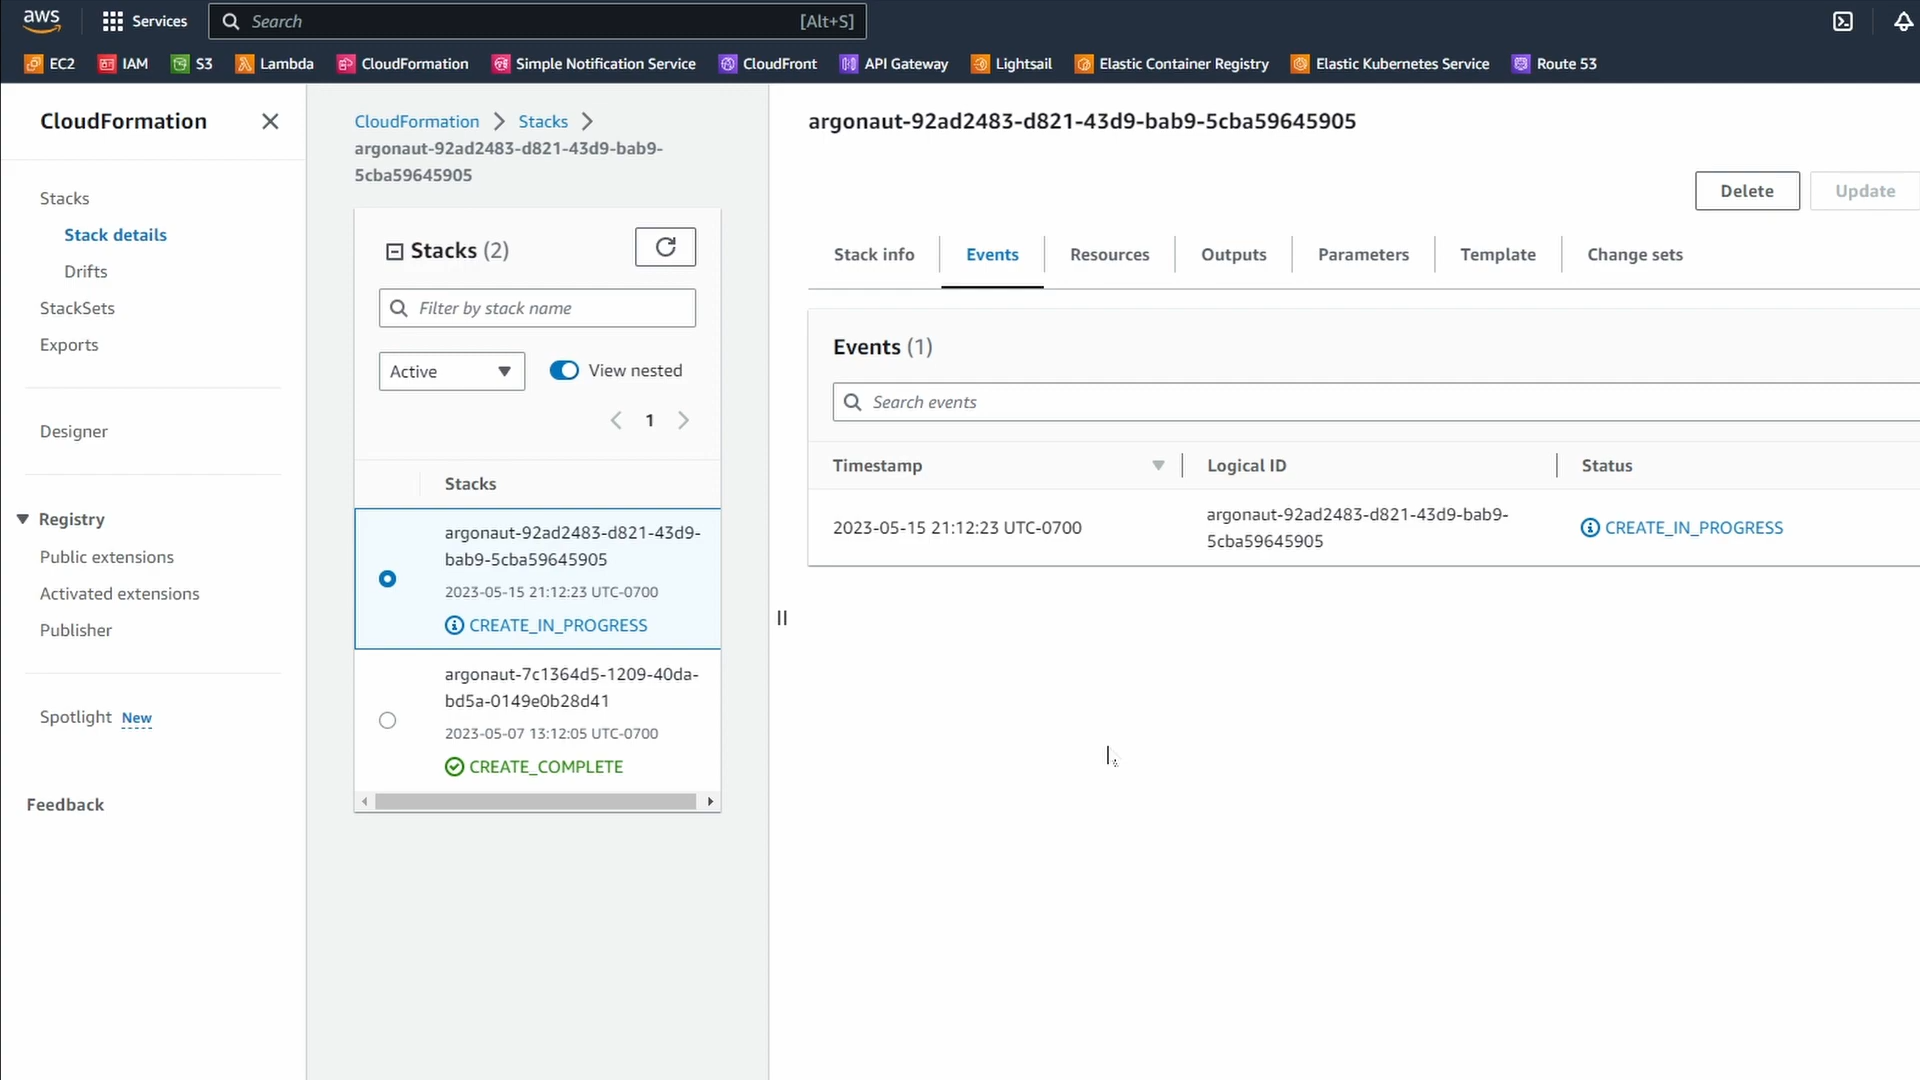 aws
Services
Search
[Alt+S]
EC2
IAM
S3
Lambda
CloudFormation
Simple Notification Service
CloudFront
API Gateway
Lightsail
Elastic Container Registry
Elastic Kubernetes Service
Route 53
CloudFormation
Stacks
Stack details
Drifts
StackSets
Exports
Designer
Registry
Public extensions
Activated extensions
Publisher
Spotlight New
Feedback
CloudFormation
Stacks
argonaut-92ad2483-d821-43d9-bab9-
5cba59645905
Stacks (2)
Filter by stack name
Active
View nested
1
Stacks
argonaut-92ad2483-d821-43d9-
bab9-5cba59645905
2023-05-15 21:12:23 UTC-0700
CREATE_IN_PROGRESS
argonaut-7c1364d5-1209-40da-
bd5a-0149e0b28d41
2023-05-07 13:12:05 UTC-0700
CREATE_COMPLETE
argonaut-92ad2483-d821-43d9-bab9-5cba59645905
Delete
Update
Stack info
Events
Resources
Outputs
Parameters
Template
Change sets
Events (1)
Search events
Timestamp
Logical ID
Status
2023-05-15 21:12:23 UTC-0700
argonaut-92ad2483-d821-43d9-bab9-
5cba59645905
CREATE_IN_PROGRESS